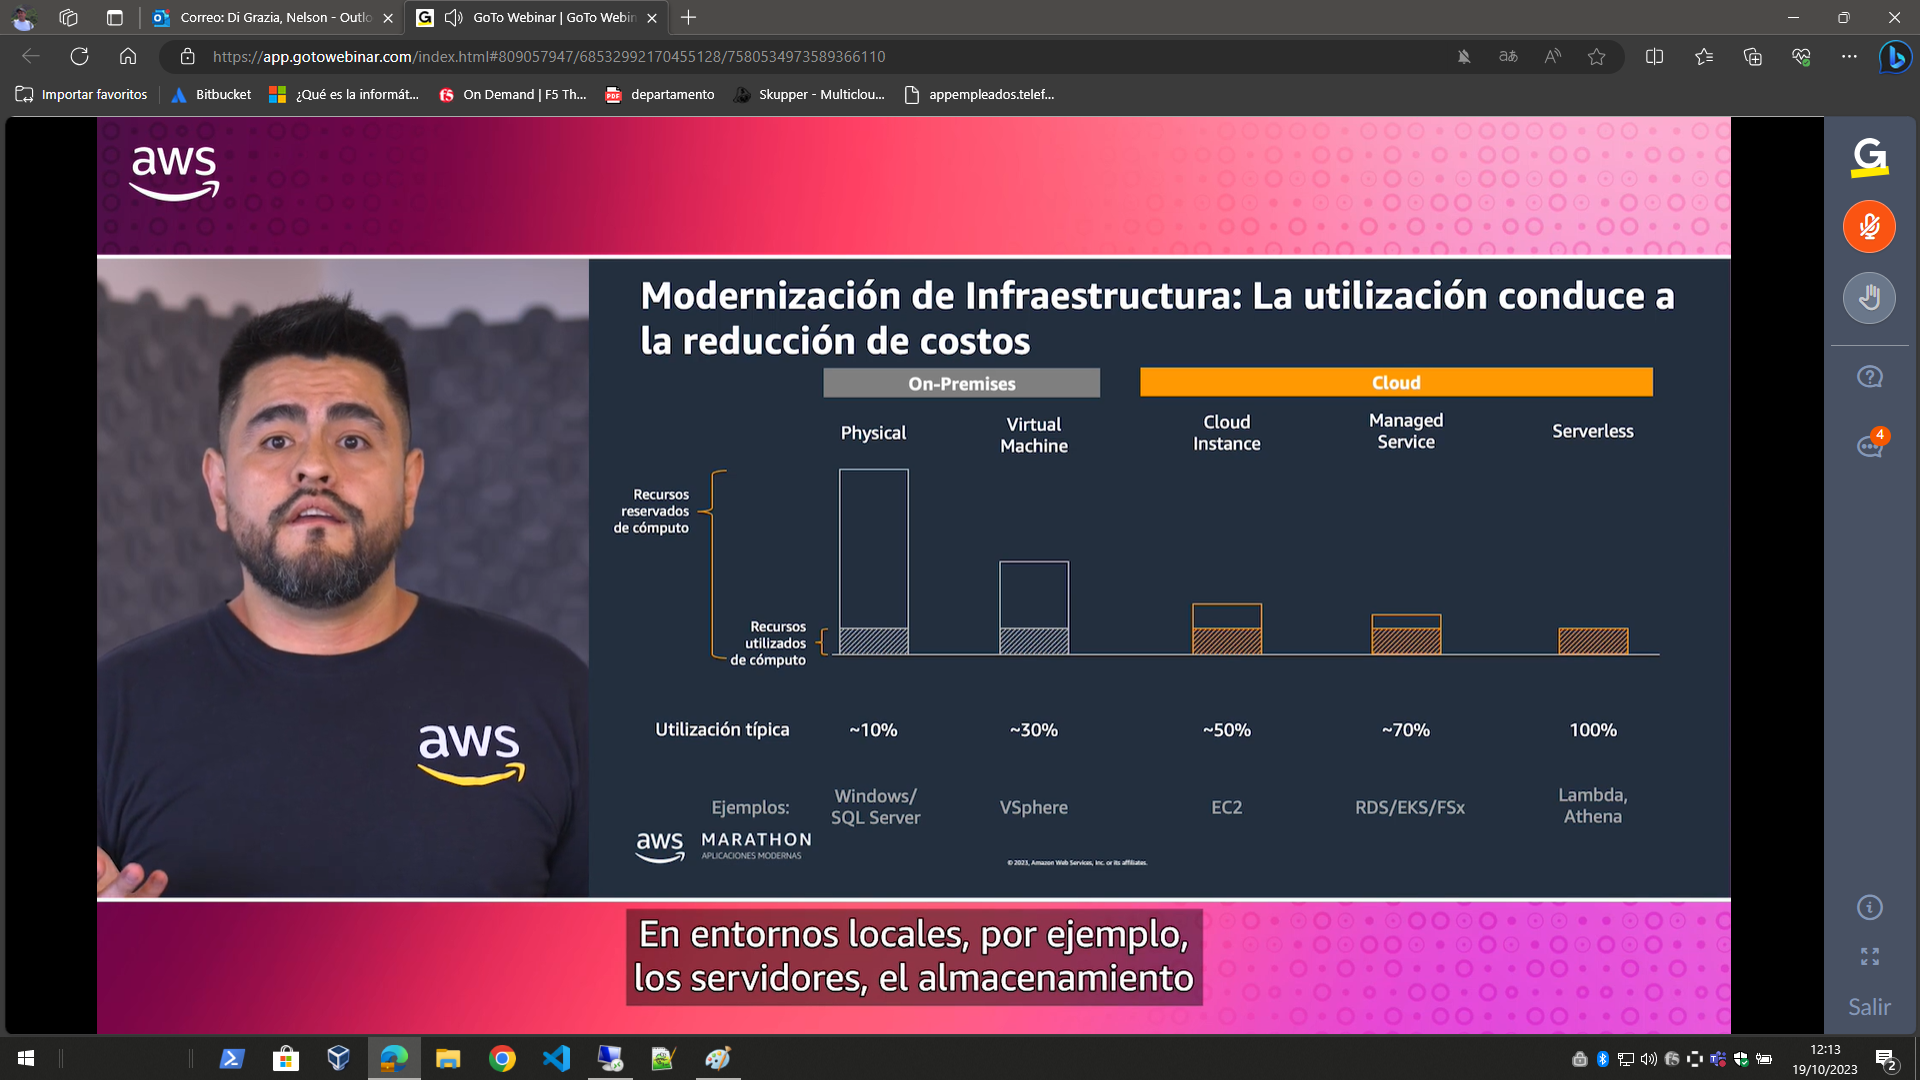 Correo: Di Grazia, Nelson - Outlo
GoTo Webinar | GoTo Webin
https://app.gotowebinar.com/index.html#809057947/68532992170455128/7580534973589366110
Importar favoritos
Bitbucket
¿Qué es la informát...
On Demand | F5 Th...
departamento
Skupper - Multiclou...
appempleados.telef...
aws
Modernización de Infraestructura: La utilización conduce a
la reducción de costos
On-Premises
Cloud
Physical
Virtual
Machine
Cloud
Instance
Managed
Service
Serverless
Recursos
reservados
de cómputo
Recursos
utilizados
de cómputo
Utilización típica
~10%
~30%
~50%
~70%
100%
Ejemplos:
Windows/
SQL Server
VSphere
EC2
RDS/EKS/FSx
Lambda,
Athena
aws
MARATHON
APLICACIONES MODERNAS
© 2023, Amazon Web Services, Inc. or its affiliates.
aws
En entornos locales, por ejemplo,
los servidores, el almacenamiento
4
Salir
12:13
19/10/2023
2